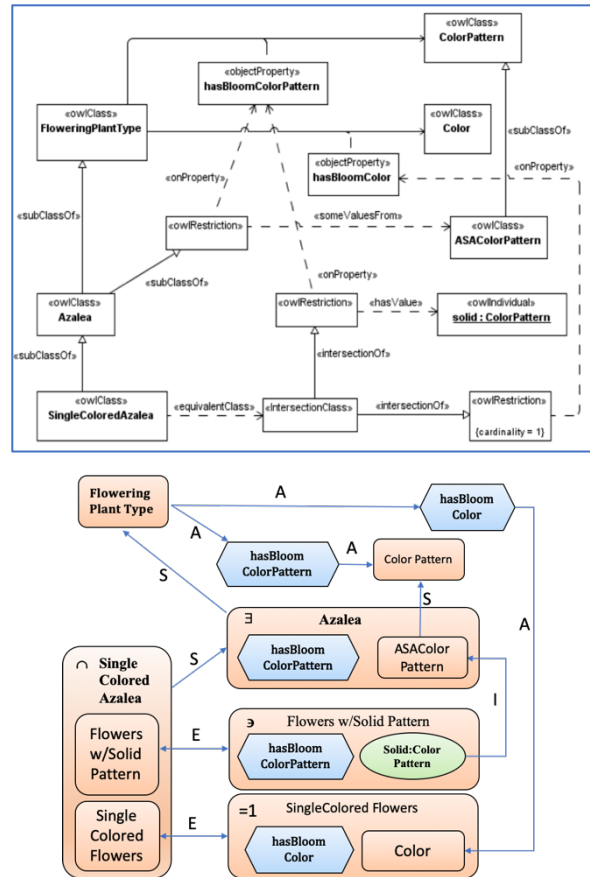 «owlClass»
ColorPattern
«objectProperty»
hasBloomColorPattern
«owlClass»
FloweringPlantType
«owlClass»
Color
«subClassOf»
«objectProperty»
hasBloomColor
«onProperty»
«onProperty»
«subClassOf»
«owlRestriction»
«someValuesFrom»
«owlClass»
ASAColorPattern
«subClassOf»
«onProperty»
«owlClass»
Azalea
«owlRestriction»
«hasValue»
«owlIndividual»
solid : ColorPattern
«subClassOf»
«intersectionOf»
«owlClass»
SingleColoredAzalea
«equivalentClass»
«IntersectionClass»
«intersectionOf»
«owlRestriction»
{cardinality = 1}
Flowering
Plant Type
A
hasBloom
Color
A
hasBloom
ColorPattern
A
Color Pattern
S
S
A
∃
Azalea
hasBloom
ColorPattern
ASAColor
Pattern
∩ Single
Colored
Azalea
S
I
Flowers
w/Solid
Pattern
E
∍
Flowers w/Solid Pattern
hasBloom
ColorPattern
Solid:Color
Pattern
Single
Colored
Flowers
E
=1
SingleColored Flowers
hasBloom
Color
Color